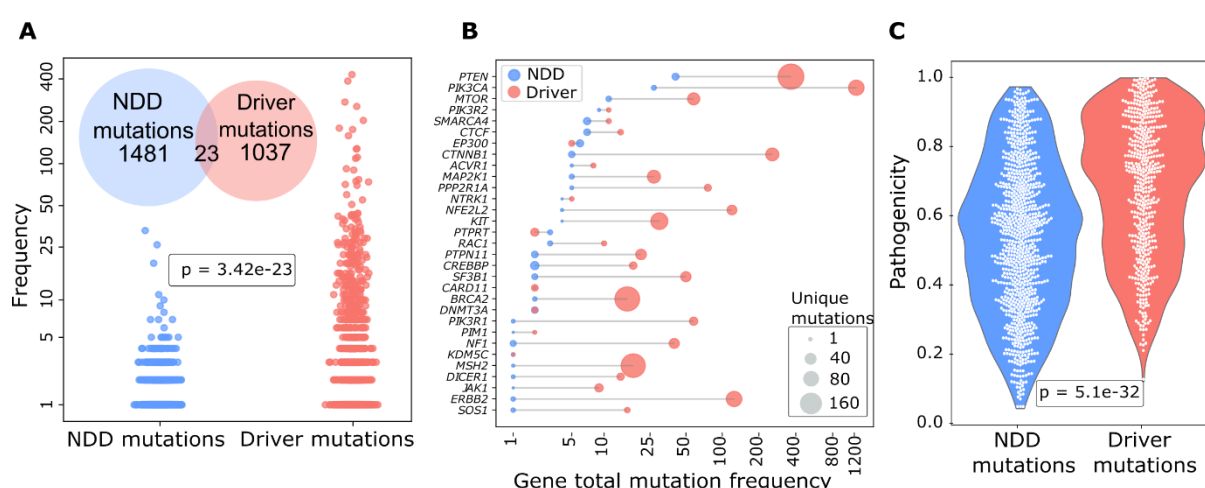 A
Frequency
400
200
100
50
25
10
5
1
NDD
mutations
1481
23
Driver
mutations
1037
p = 3.42e-23
NDD mutations
Driver mutations
B
NDD
Driver
PTEN
PIK3CA
MTOR
PIK3R2
SMARCA4
CTCF
EP300
CTNNB1
ACVR1
MAP2K1
PPP2R1A
NTRK1
NFE2L2
KIT
PTPRT
RAC1
PTPN11
CREBBP
SF3B1
CARD11
BRCA2
DNMT3A
PIK3R1
PIM1
NF1
KDM5C
MSH2
DICER1
JAK1
ERBB2
SOS1
Unique
mutations
1
40
80
160
1
5
10
25
50
100
200
400
1200
Gene total mutation frequency
C
Pathogenicity
1.0
0.8
0.6
0.4
0.2
0.0
p = 5.1e-32
NDD
mutations
Driver
mutations